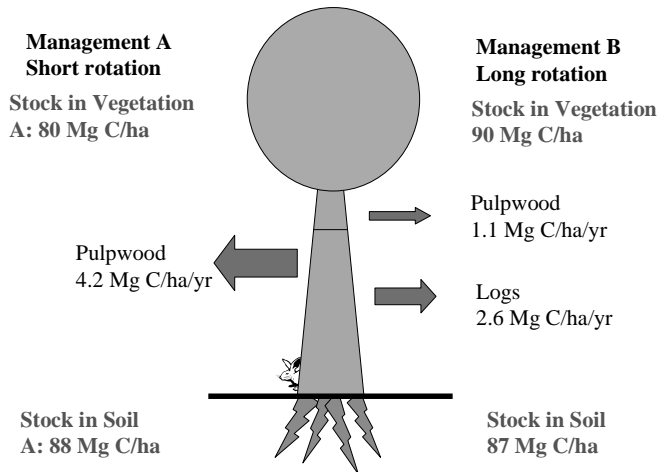 Management A
Short rotation
Stock in Vegetation
A: 80 Mg C/ha
Management B
Long rotation
Stock in Vegetation
90 Mg C/ha
Pulpwood
1.1 Mg C/ha/yr
Pulpwood
4.2 Mg C/ha/yr
Logs
2.6 Mg C/ha/yr
Stock in Soil
A: 88 Mg C/ha
Stock in Soil
87 Mg C/ha